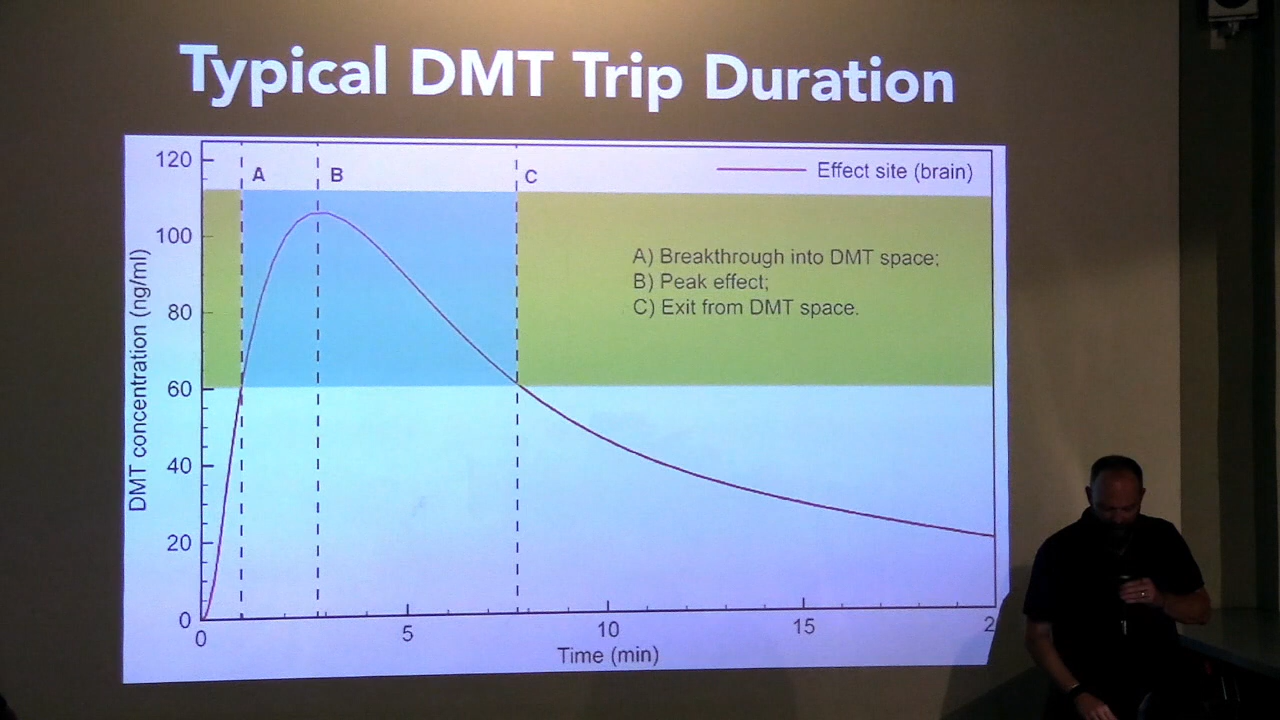 Typical DMT Trip Duration
120
100
80
60
40
20
0
DMT concentration (ng/ml)
A
B
C
Effect site (brain)
A) Breakthrough into DMT space;
B) Peak effect;
C) Exit from DMT space.
0
5
10
15
2
Time (min)